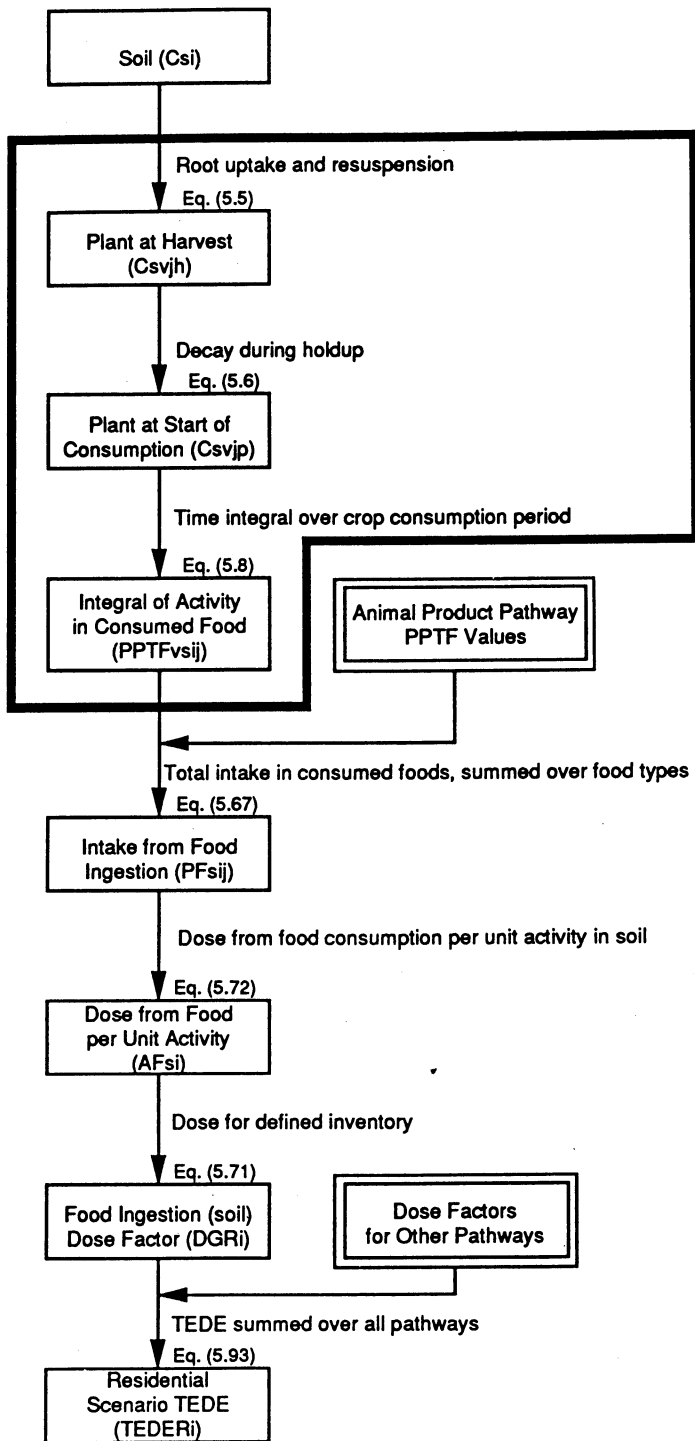 Soil (Csi)
Root uptake and resuspension
Eq. (5.5)
Plant at Harvest
(Csvjh)
Decay during holdup
Eq. (5.6)
Plant at Start of
Consumption (Csvjp)
Time integral over crop consumption period
Eq. (5.8)
Integral of Activity
in Consumed Food
(PPTFvsij)
Animal Product Pathway
PPTF Values
Total intake in consumed foods, summed over food types
Eq. (5.67)
Intake from Food
Ingestion (PFsij)
Dose from food consumption per unit activity in soil
Eq. (5.72)
Dose from Food
per Unit Activity
(AFsi)
Dose for defined inventory
Eq. (5.71)
Food Ingestion (soil)
Dose Factor (DGRi)
Dose Factors
for Other Pathways
TEDE summed over all pathways
Eq. (5.93)
Residential
Scenario TEDE
(TEDERi)